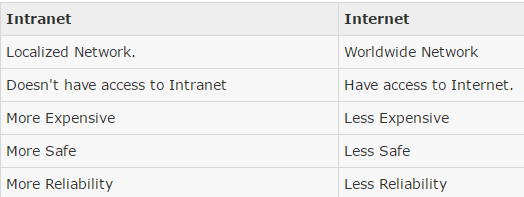 Intranet Internet
Localized Network. Worldwide Network
Doesn't have access to Intranet Have access to Internet.
More Expensive Less Expensive
More Safe Less Safe
More Reliability Less Reliability